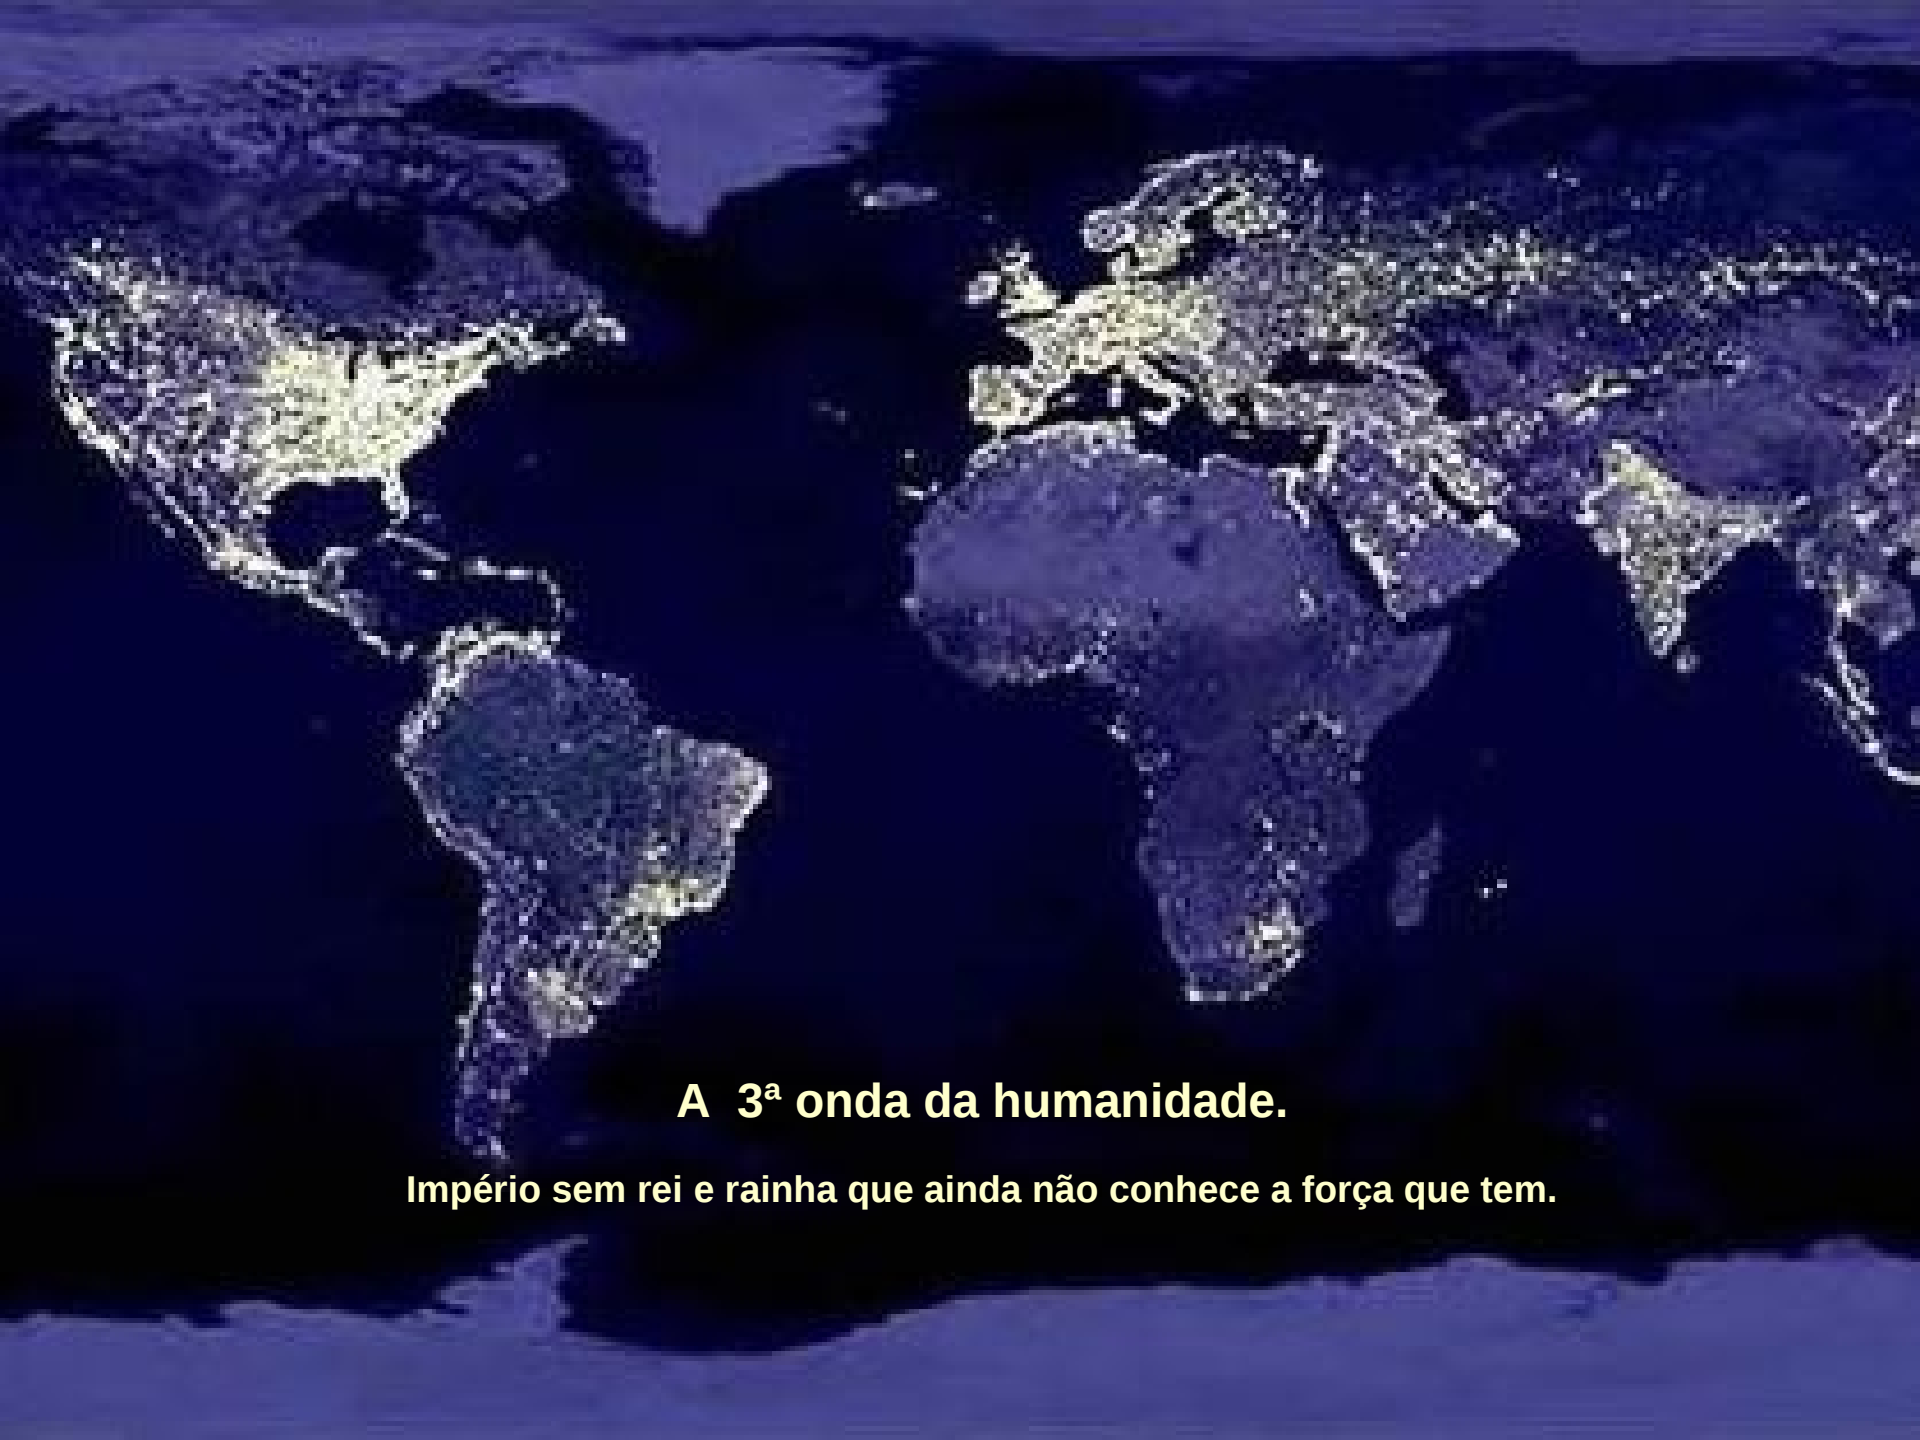 A  3ª onda da humanidade.
Império sem rei e rainha que ainda não conhece a força que tem.